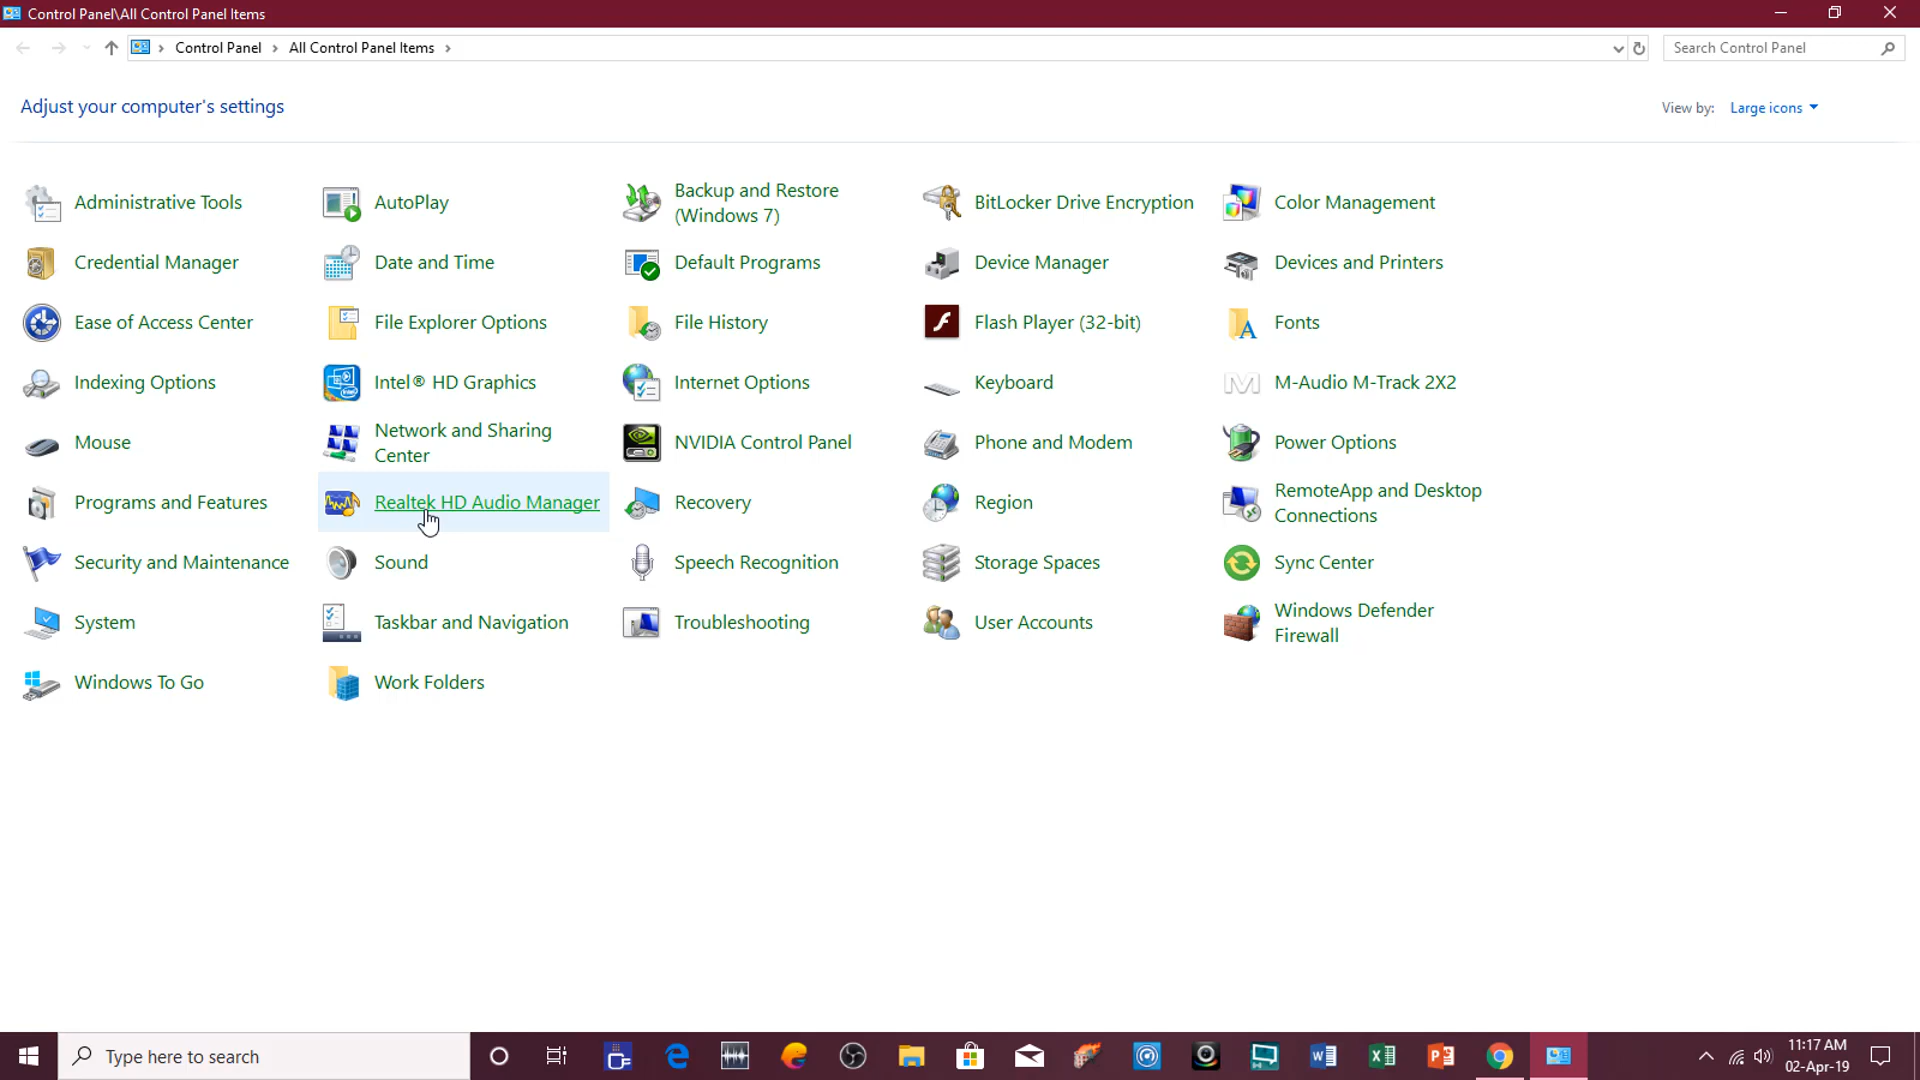 Control Panel\All Control Panel Items
Control Panel
All Control Panel Items
Search Control Panel
Adjust your computer's settings
View by: Large icons
Administrative Tools
AutoPlay
Backup and Restore
(Windows 7)
BitLocker Drive Encryption
Color Management
Credential Manager
Date and Time
Default Programs
Device Manager
Devices and Printers
Ease of Access Center
File Explorer Options
File History
Flash Player (32-bit)
Fonts
Indexing Options
Intel® HD Graphics
Internet Options
Keyboard
M-Audio M-Track 2X2
Mouse
Network and Sharing
Center
NVIDIA Control Panel
Phone and Modem
Power Options
Programs and Features
Realtek HD Audio Manager
Recovery
Region
RemoteApp and Desktop
Connections
Security and Maintenance
Sound
Speech Recognition
Storage Spaces
Sync Center
System
Taskbar and Navigation
Troubleshooting
User Accounts
Windows Defender
Firewall
Windows To Go
Work Folders
Type here to search
11:17 AM
02-Apr-19